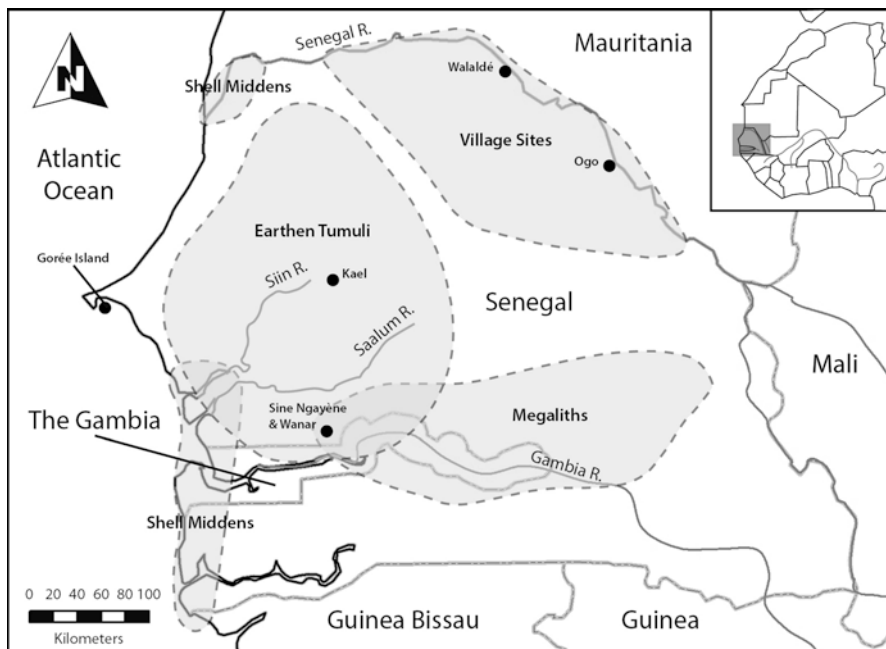 N
Senegal R.
Mauritania
Shell Middens
Walaldé
Village Sites
Ogo
Atlantic
Ocean
Earthen Tumuli
Gorée Island
Siin R.
Kael
Senegal
Saalum R.
Mali
Sine Ngayène
& Wanar
Megaliths
The Gambia
Gambia R.
Shell Middens
0 20 40 60 80 100
Kilometers
Guinea Bissau
Guinea